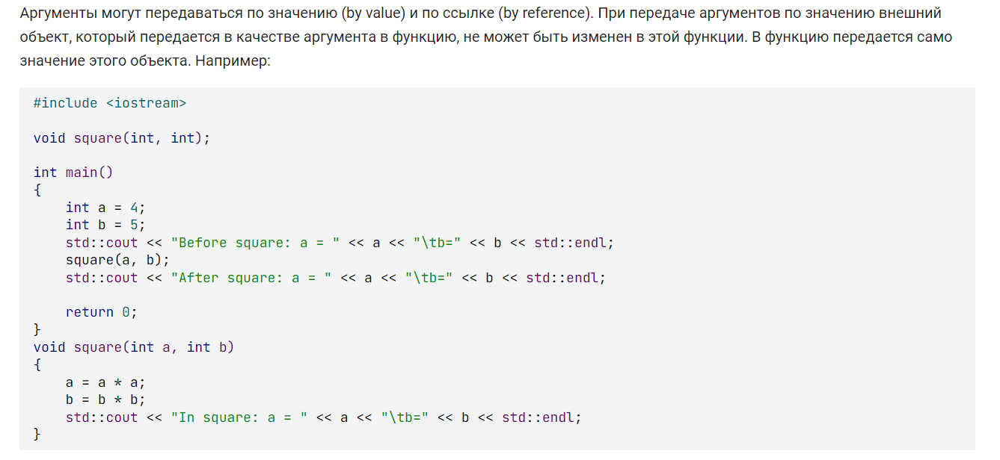 Аргументы могут передаваться по значению (by value) и по ссылке (by reference). При передаче аргументов по значению внешний
объект, который передается в качестве аргумента в функцию, не может быть изменен в этой функции. В функцию передается само
значение этого объекта. Например:
#include <iostream>
void square(int, int);
int main()
{
    int a = 4;
    int b = 5;
    std::cout << "Before square: a = " << a << "\tb=" << b << std::endl;
    square(a, b);
    std::cout << "After square: a = " << a << "\tb=" << b << std::endl;
    return 0;
}
void square(int a, int b)
{
    a = a * a;
    b = b * b;
    std::cout << "In square: a = " << a << "\tb=" << b << std::endl;
}